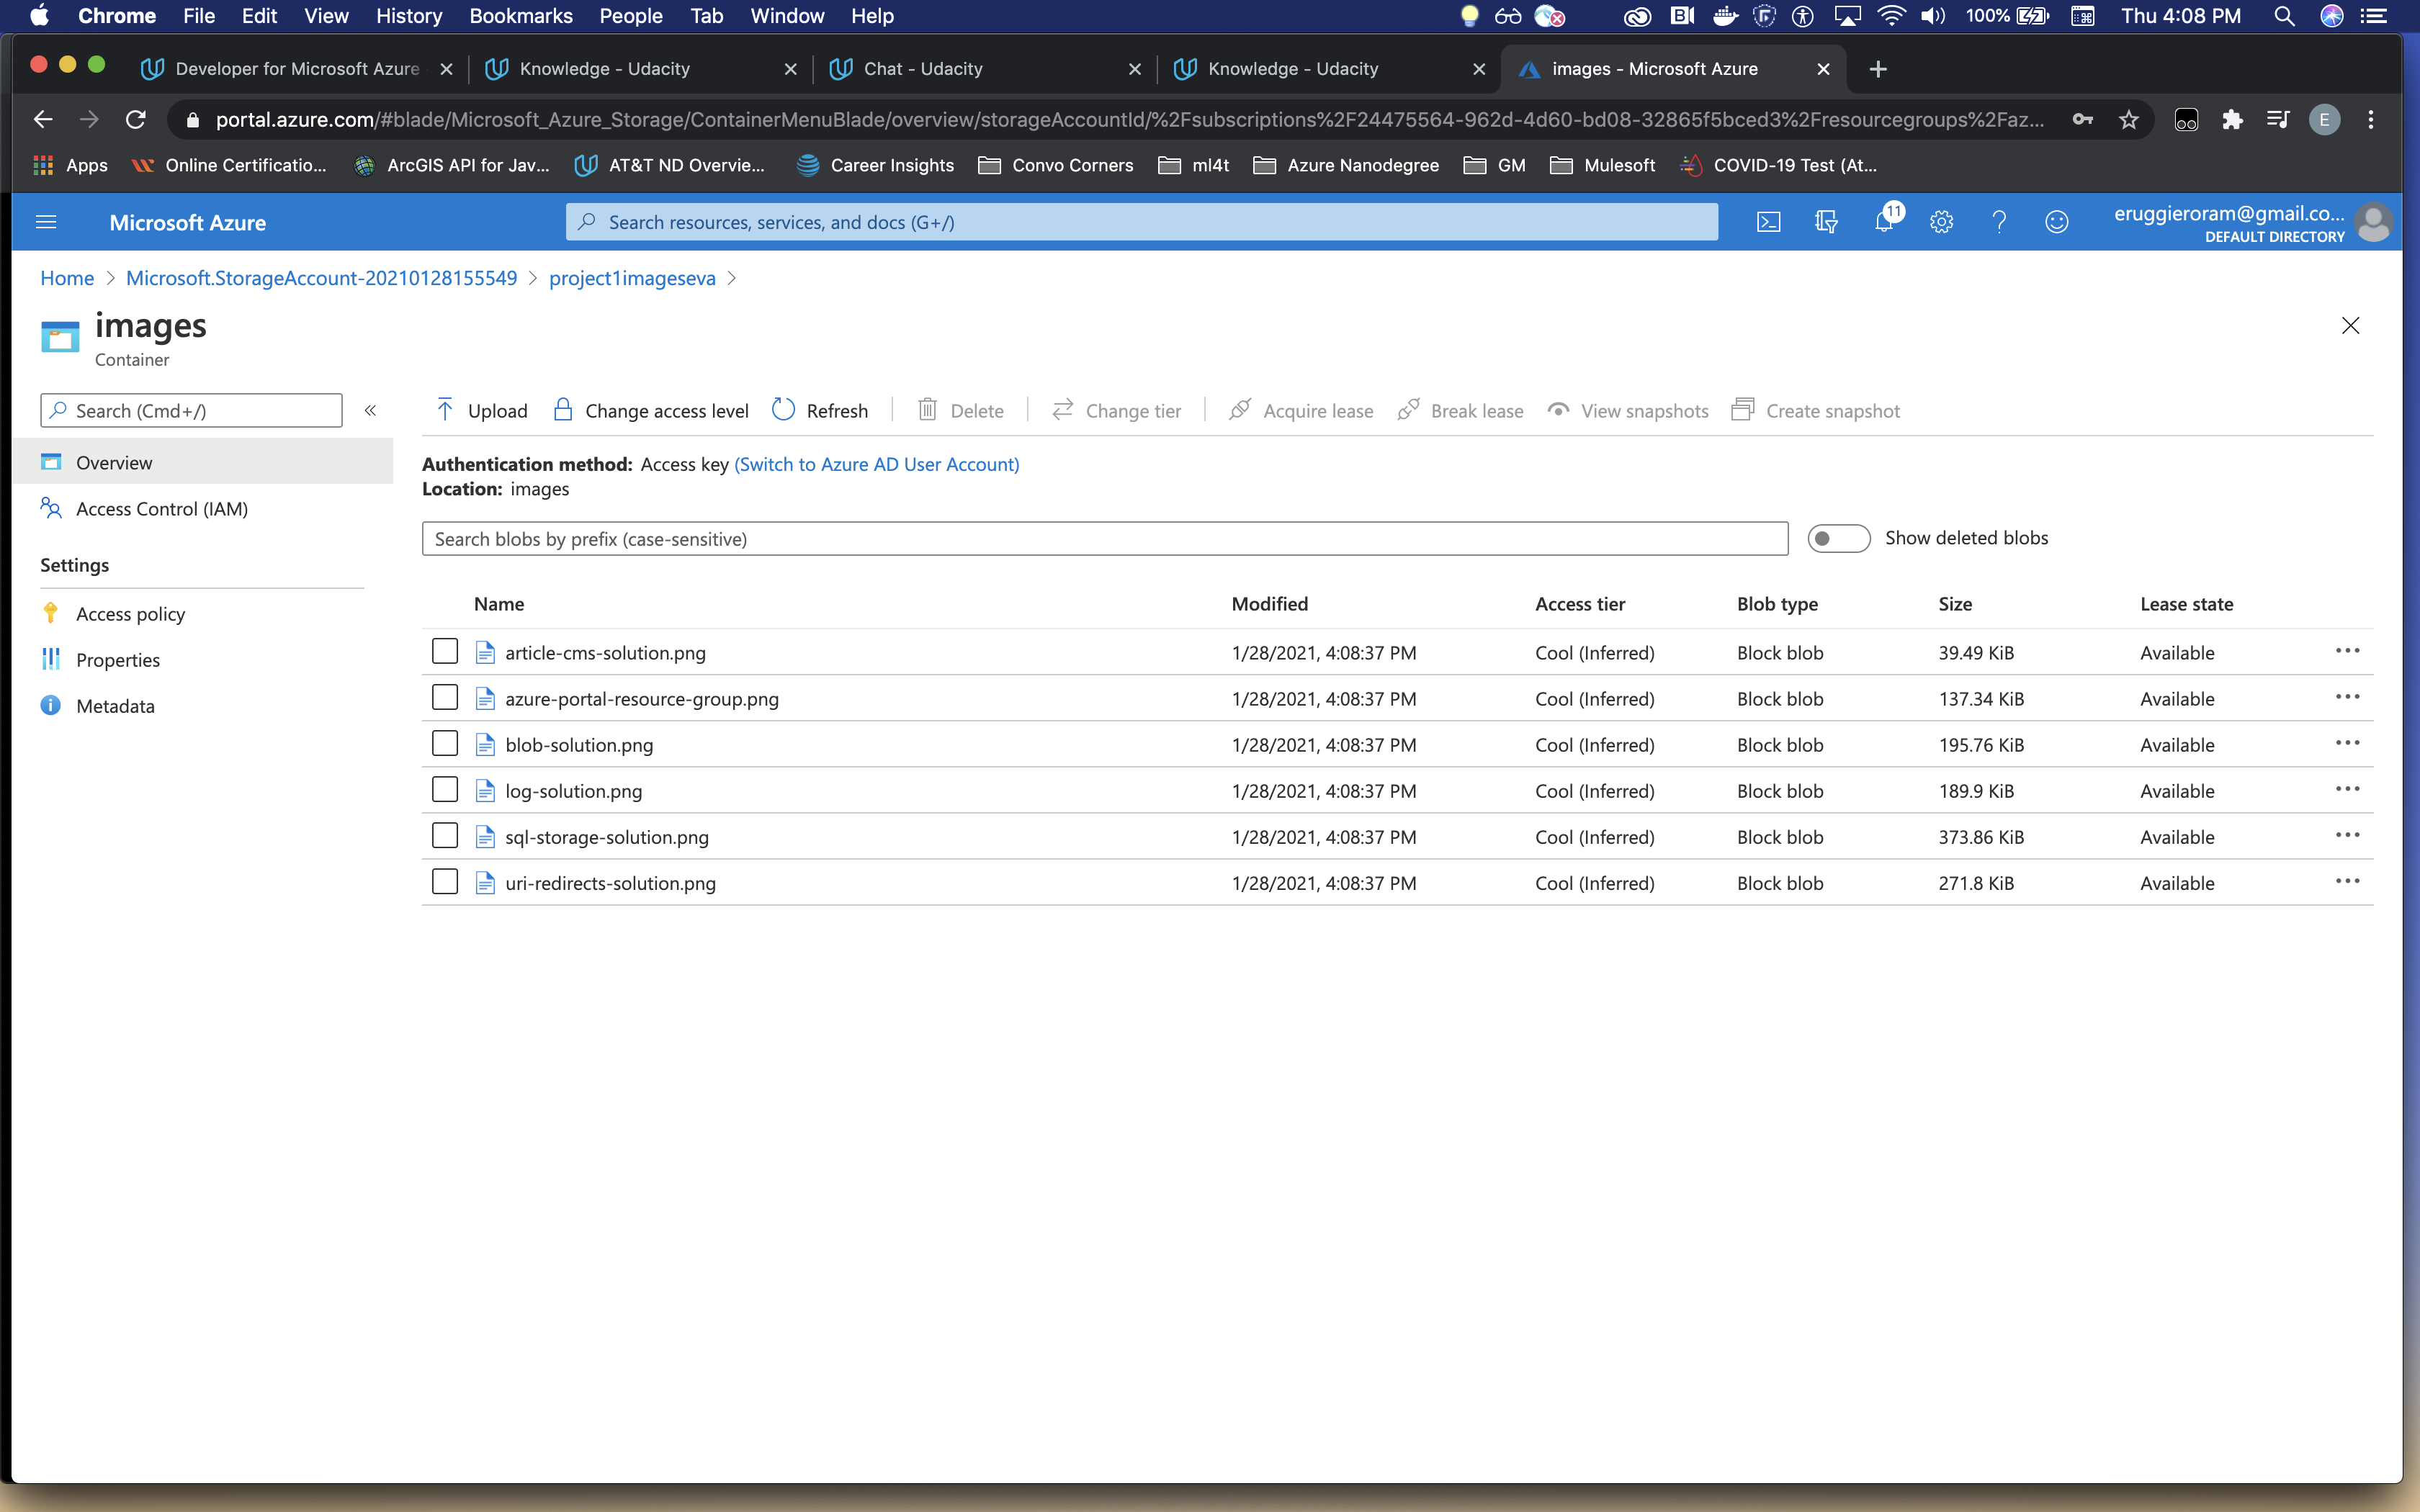 Chrome File Edit View History Bookmarks People Tab Window Help 100% Thu 4:08 PM
Developer for Microsoft Azure Knowledge - Udacity Chat - Udacity Knowledge - Udacity images - Microsoft Azure
portal.azure.com/#blade/Microsoft_Azure_Storage/ContainerMenuBlade/overview/storageAccountId/%2Fsubscriptions%2F24475564-962d-4d60-bd08-32865f5bced3%2Fresourcegroups%2Faz... E
Apps Online Certificatio... ArcGIS API for Jav... AT&T ND Overvie... Career Insights Convo Corners ml4t Azure Nanodegree GM Mulesoft COVID-19 Test (At...
Microsoft Azure Search resources, services, and docs (G+/) 11 eruggieroram@gmail.co...
DEFAULT DIRECTORY
Home > Microsoft.StorageAccount-20210128155549 > project1imageseva >
images
Container
Search (Cmd+/) « Upload Change access level Refresh Delete Change tier Acquire lease Break lease View snapshots Create snapshot
Overview
Access Control (IAM)
Settings
Access policy
Properties
Metadata
Authentication method: Access key (Switch to Azure AD User Account)
Location: images
Search blobs by prefix (case-sensitive) Show deleted blobs
Name Modified Access tier Blob type Size Lease state
article-cms-solution.png 1/28/2021, 4:08:37 PM Cool (Inferred) Block blob 39.49 KiB Available
azure-portal-resource-group.png 1/28/2021, 4:08:37 PM Cool (Inferred) Block blob 137.34 KiB Available
blob-solution.png 1/28/2021, 4:08:37 PM Cool (Inferred) Block blob 195.76 KiB Available
log-solution.png 1/28/2021, 4:08:37 PM Cool (Inferred) Block blob 189.9 KiB Available
sql-storage-solution.png 1/28/2021, 4:08:37 PM Cool (Inferred) Block blob 373.86 KiB Available
uri-redirects-solution.png 1/28/2021, 4:08:37 PM Cool (Inferred) Block blob 271.8 KiB Available